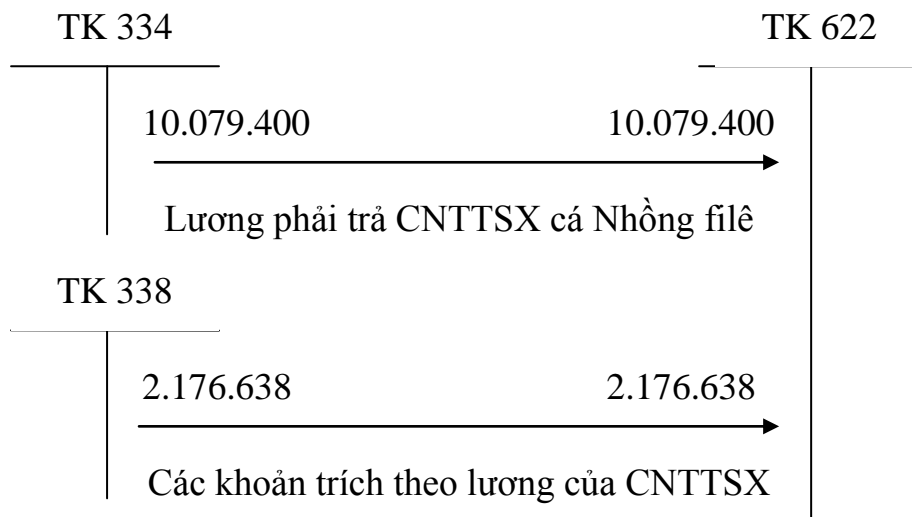 TK 334 TK 622
10.079.400 10.079.400
Lương phải trả CNTTSX cá Nhồng filê
TK 338
2.176.638 2.176.638
Các khoản trích theo lương của CNTTSX